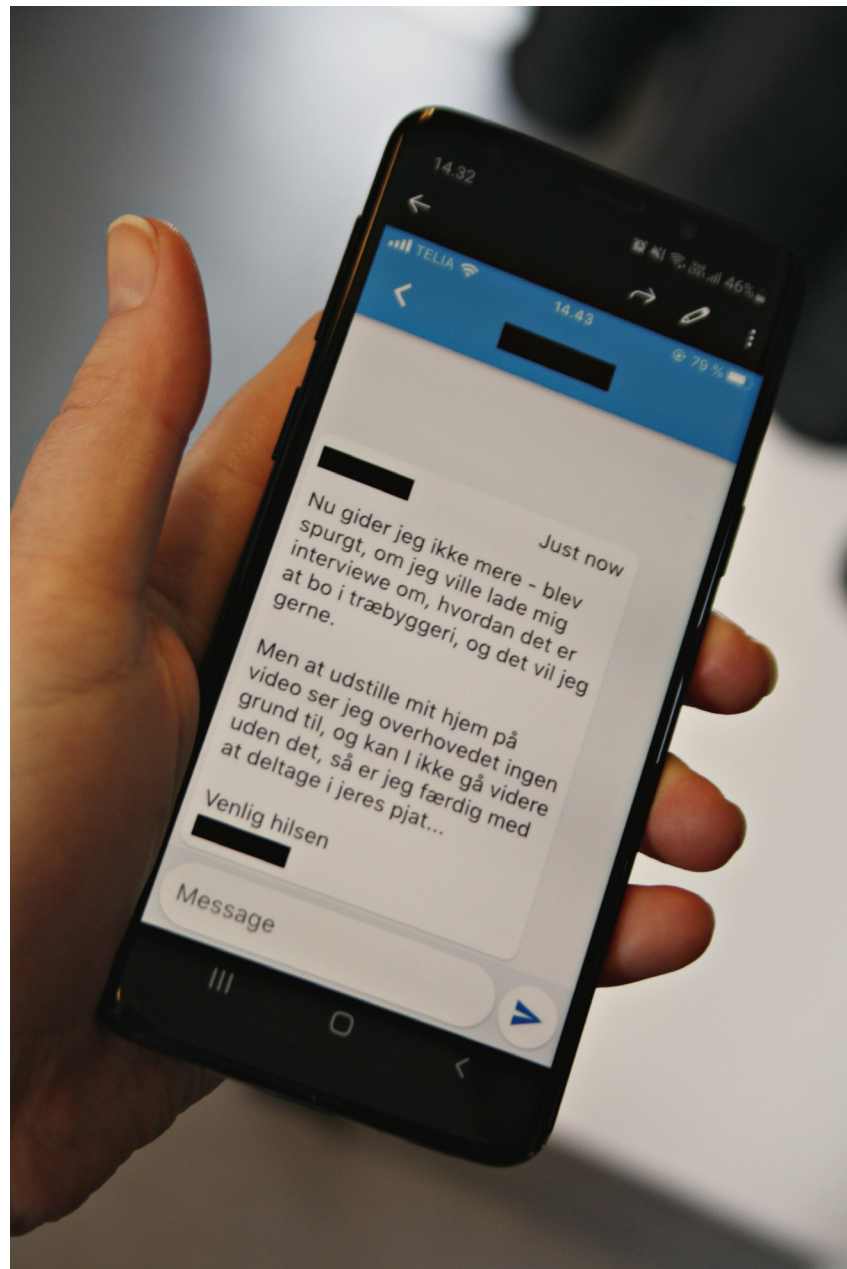 14.32
46%
TELIA
14.43
79 %
Just now
Nu gider jeg ikke mere - blev
spurgt, om jeg ville lade mig
interviewe om, hvordan det er
at bo i træbyggeri, og det vil jeg
gerne.
Men at udstille mit hjem på
video ser jeg overhovedet ingen
grund til, og kan I ikke gå videre
uden det, så er jeg færdig med
at deltage i jeres pjat...
Venlig hilsen
Message